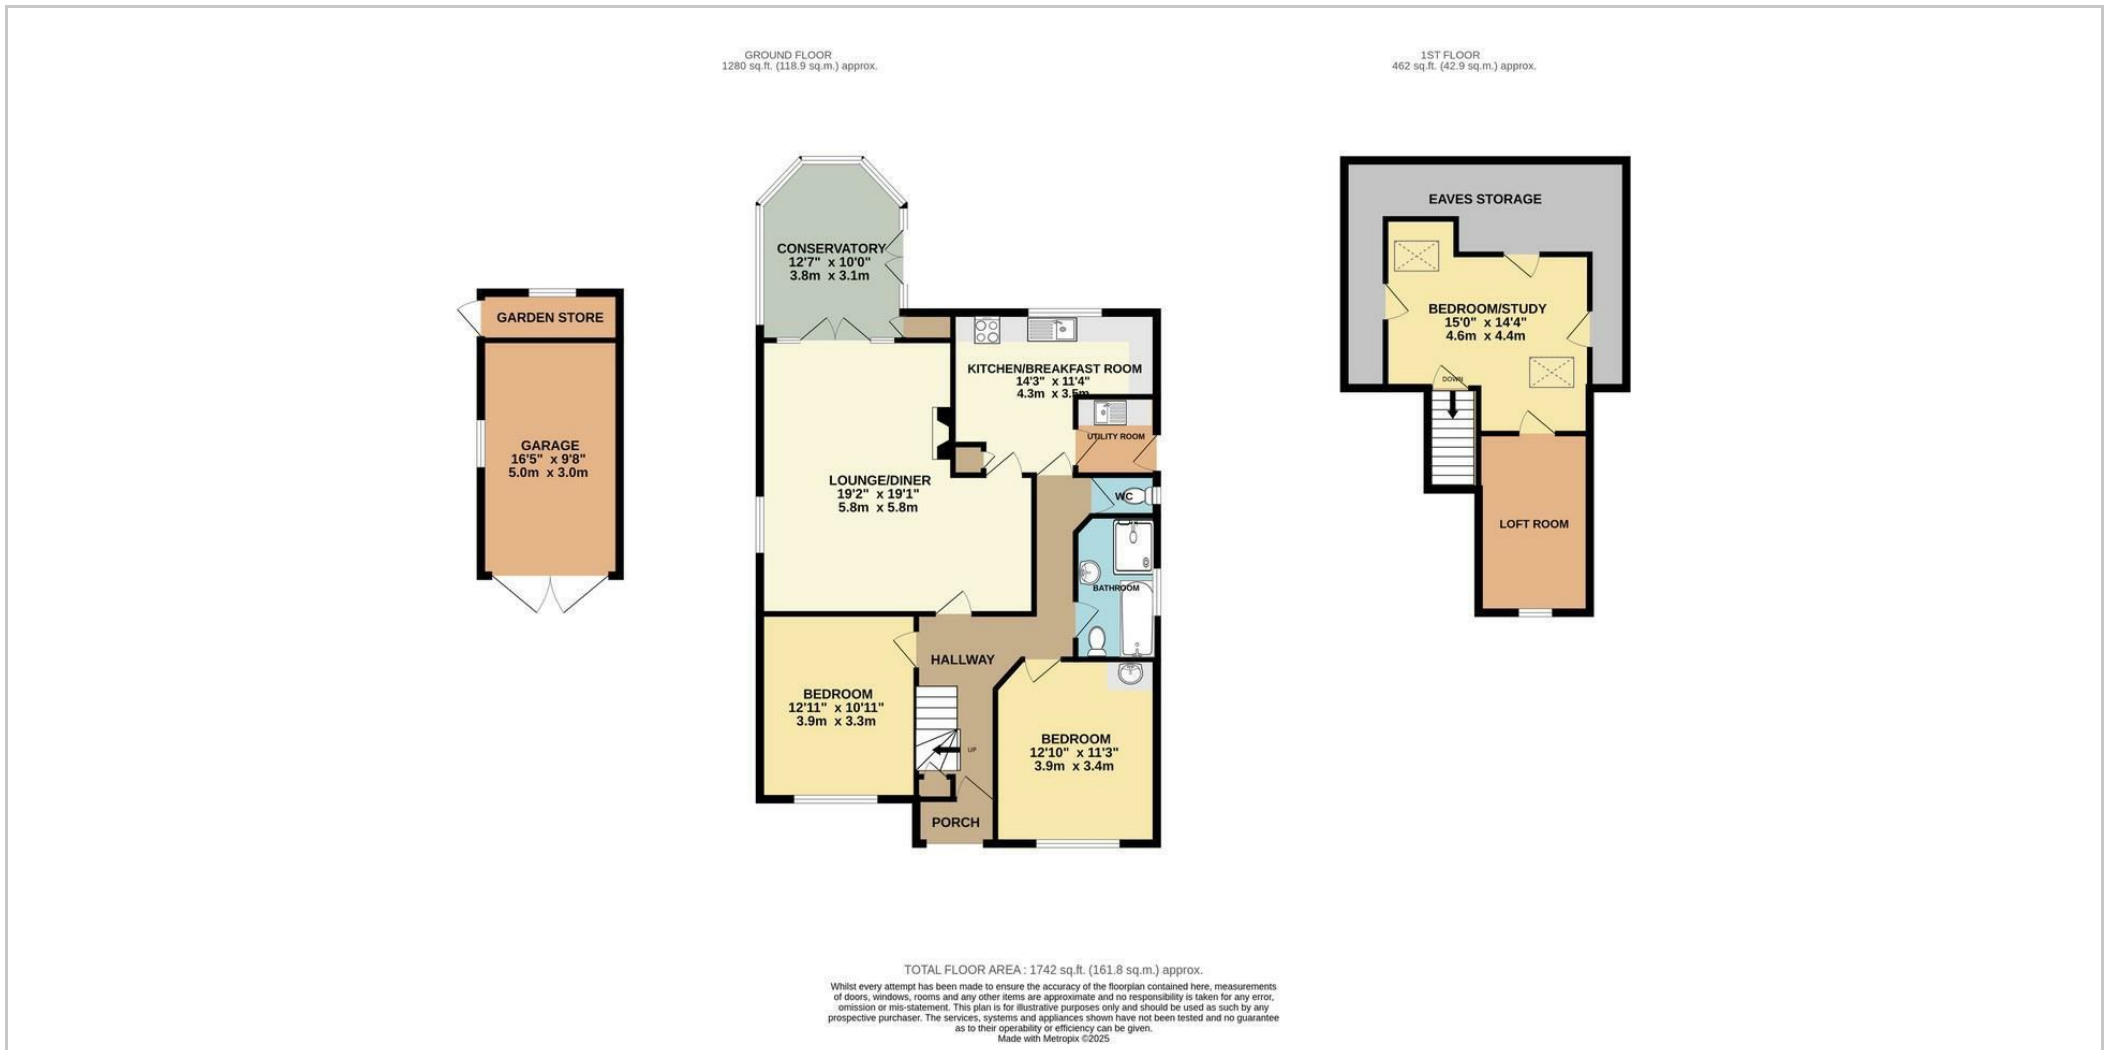 GROUND FLOOR
1280 sq.ft. (118.9 sq.m.) approx.
1ST FLOOR
462 sq.ft. (42.9 sq.m.) approx.
GARDEN STORE
GARAGE
16'5" x 9'8"
5.0m x 3.0m
CONSERVATORY
12'7" x 10'0"
3.8m x 3.1m
KITCHEN/BREAKFAST ROOM
14'3" x 11'4"
4.3m x 3.5m
UTILITY ROOM
LOUNGE/DINER
19'2" x 19'1"
5.8m x 5.8m
WC
BATHROOM
HALLWAY
BEDROOM
12'11" x 10'11"
3.9m x 3.3m
UP
BEDROOM
12'10" x 11'3"
3.9m x 3.4m
PORCH
EAVES STORAGE
BEDROOM/STUDY
15'0" x 14'4"
4.6m x 4.4m
DOWN
LOFT ROOM
TOTAL FLOOR AREA : 1742 sq.ft. (161.8 sq.m.) approx.
Whilst every attempt has been made to ensure the accuracy of the floorplan contained here, measurements
of doors, windows, rooms and any other items are approximate and no responsibility is taken for any error,
omission or mis-statement. This plan is for illustrative purposes only and should be used as such by any
prospective purchaser. The services, systems and appliances shown have not been tested and no guarantee
as to their operability or efficiency can be given.
Made with Metropix ©2025